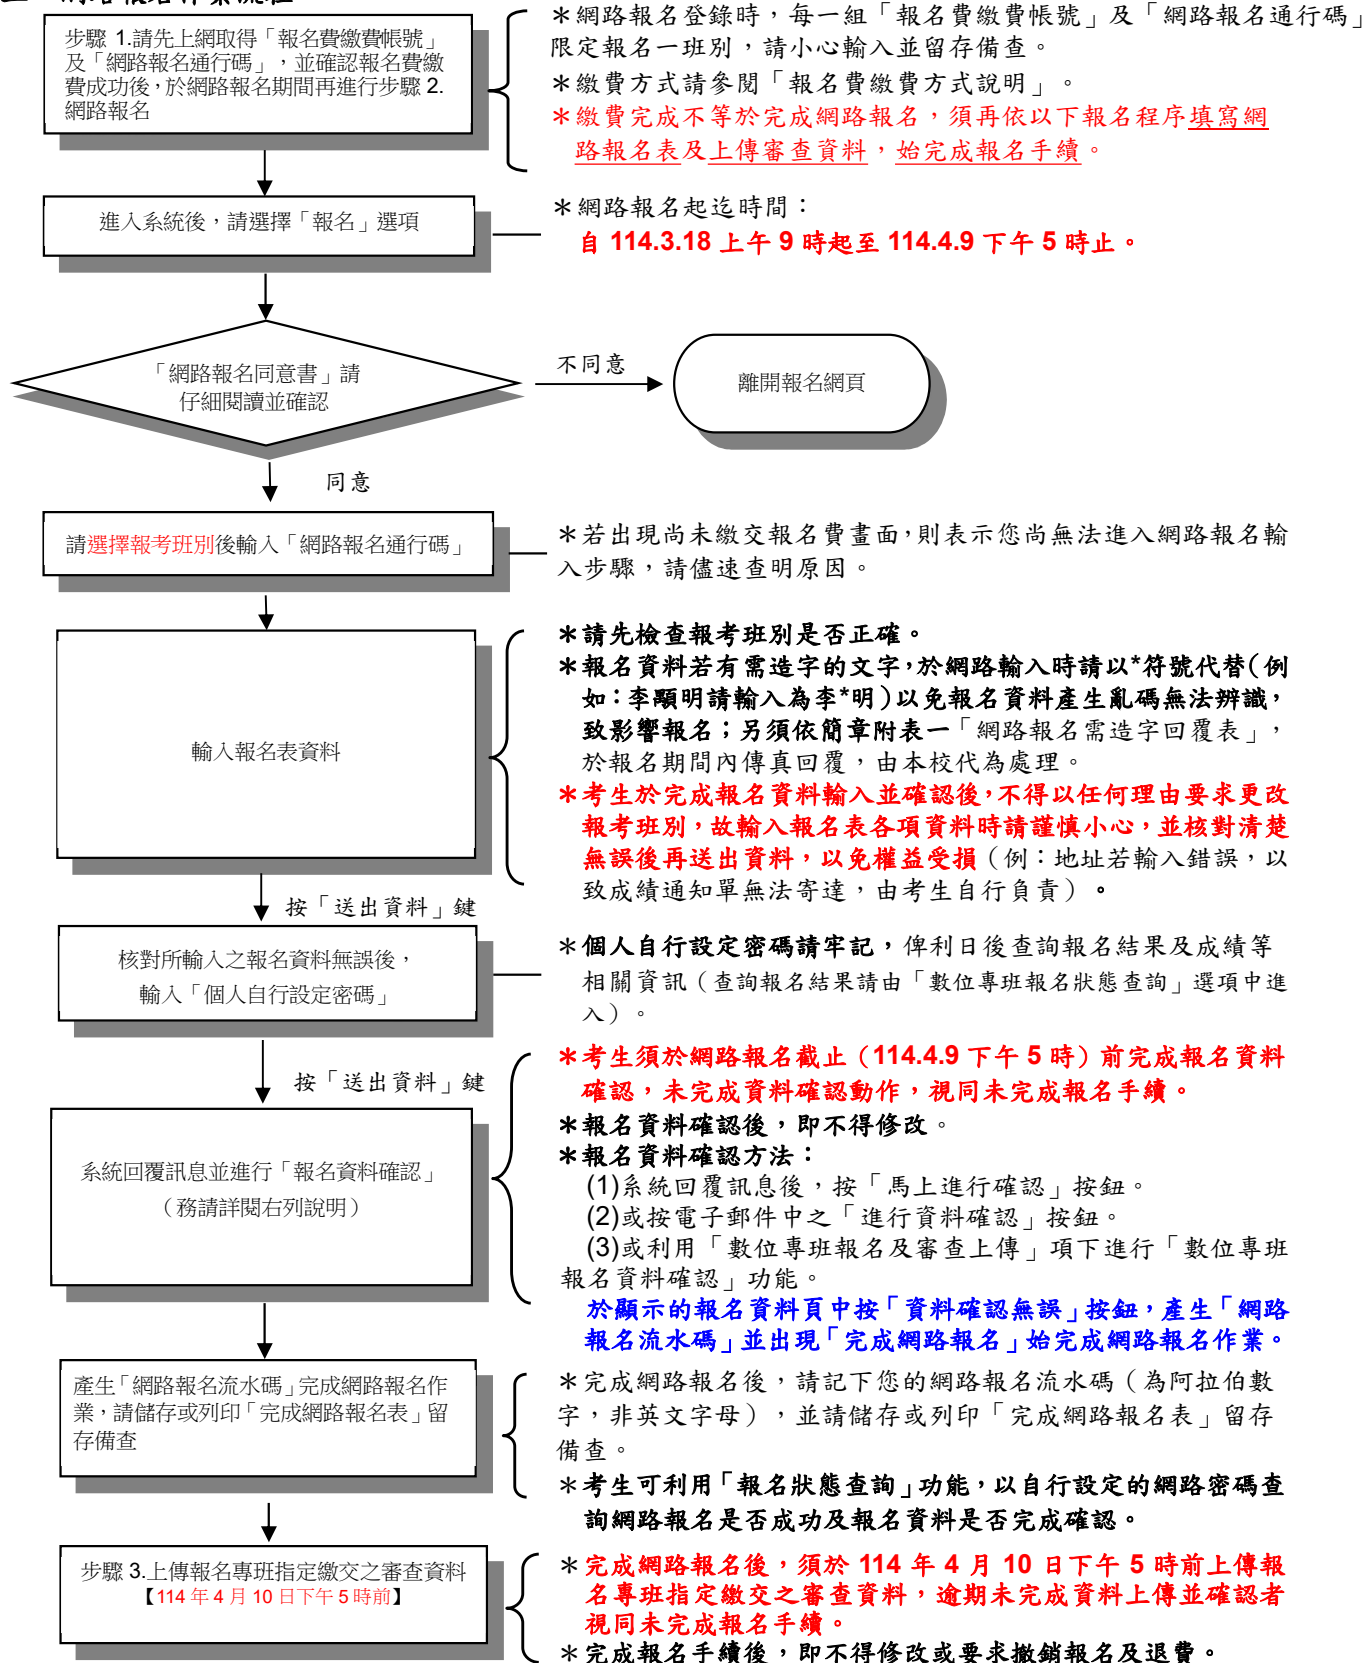 步驟 1.請先上網取得「報名費繳費帳號」
及「網路報名通行碼」，並確認報名費繳
費成功後，於網路報名期間再進行步驟 2.
網路報名
＊網路報名登錄時，每一組「報名費繳費帳號」及「網路報名通行碼」
限定報名一班別，請小心輸入並留存備查。
＊繳費方式請參閱「報名費繳費方式說明」。
＊繳費完成不等於完成網路報名，須再依以下報名程序填寫網
路報名表及上傳審查資料，始完成報名手續。
進入系統後，請選擇「報名」選項
＊網路報名起迄時間：
自 114.3.18 上午 9 時起至 114.4.9 下午 5 時止。
「網路報名同意書」請
仔細閱讀並確認
不同意
離開報名網頁
同意
請選擇報考班別後輸入「網路報名通行碼」
＊若出現尚未繳交報名費畫面，則表示您尚無法進入網路報名輸
入步驟，請儘速查明原因。
輸入報名表資料
＊請先檢查報考班別是否正確。
＊報名資料若有需造字的文字，於網路輸入時請以*符號代替（例
如：李顯明請輸入為李*明）以免報名資料產生亂碼無法辨識，
致影響報名；另須依簡章附表一「網路報名需造字回覆表」，
於報名期間內傳真回覆，由本校代為處理。
＊考生於完成報名資料輸入並確認後，不得以任何理由要求更改
報考班別，故輸入報名表各項資料時請謹慎小心，並核對清楚
無誤後再送出資料，以免權益受損（例：地址若輸入錯誤，以
致成績通知單無法寄達，由考生自行負責）。
按「送出資料」鍵
核對所輸入之報名資料無誤後，
輸入「個人自行設定密碼」
＊個人自行設定密碼請牢記，俾利日後查詢報名結果及成績等
相關資訊（查詢報名結果請由「數位專班報名狀態查詢」選項中進
入）。
按「送出資料」鍵
系統回覆訊息並進行「報名資料確認」
（務請詳閱右列說明）
＊考生須於網路報名截止（114.4.9 下午 5 時）前完成報名資料
確認，未完成資料確認動作，視同未完成報名手續。
＊報名資料確認後，即不得修改。
＊報名資料確認方法：
(1)系統回覆訊息後，按「馬上進行確認」按鈕。
(2)或按電子郵件中之「進行資料確認」按鈕。
(3)或利用「數位專班報名及審查上傳」項下進行「數位專班
報名資料確認」功能。
於顯示的報名資料頁中按「資料確認無誤」按鈕，產生「網路
報名流水碼」並出現「完成網路報名」始完成網路報名作業。
產生「網路報名流水碼」完成網路報名作
業，請儲存或列印「完成網路報名表」留
存備查
＊完成網路報名後，請記下您的網路報名流水碼（為阿拉伯數
字，非英文字母），並請儲存或列印「完成網路報名表」留存
備查。
＊考生可利用「報名狀態查詢」功能，以自行設定的網路密碼查
詢網路報名是否成功及報名資料是否完成確認。
步驟 3.上傳報名專班指定繳交之審查資料
【114 年 4 月 10 日下午 5 時前】
＊完成網路報名後，須於 114 年 4 月 10 日下午 5 時前上傳報
名專班指定繳交之審查資料，逾期未完成資料上傳並確認者
視同未完成報名手續。
＊完成報名手續後，即不得修改或要求撤銷報名及退費。